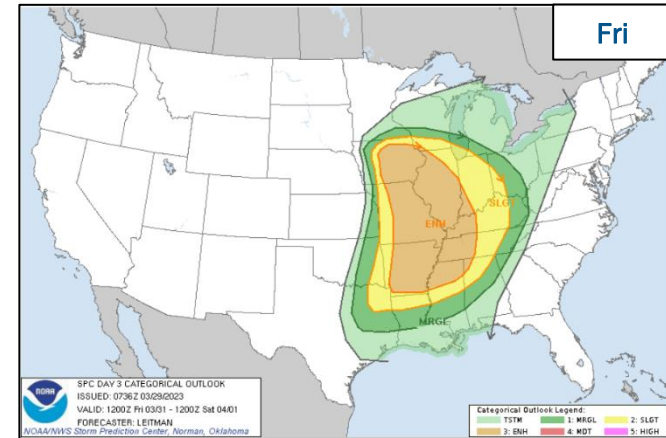 Fri
SLGT
ENH
MRGL
NOAA
SPC DAY 3 CATEGORICAL OUTLOOK
ISSUED: 0736Z 03/29/2023
VALID: 1200Z Fri 03/31 - 1200Z Sat 04/01
FORECASTER: LEITMAN
NOAA/NWS Storm Prediction Center, Norman, Oklahoma
Categorical Outlook Legend:
TSTM 1: MRGL 2: SLGT
3: ENH 4: MDT 5: HIGH